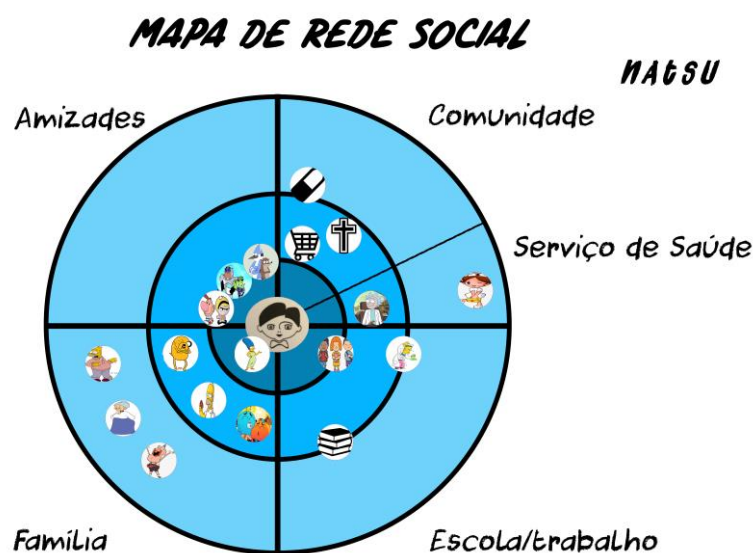 MAPA DE REDE SOCIAL
NATSU
Amizades
Comunidade
Serviço de Saúde
Família
Escola/trabalho